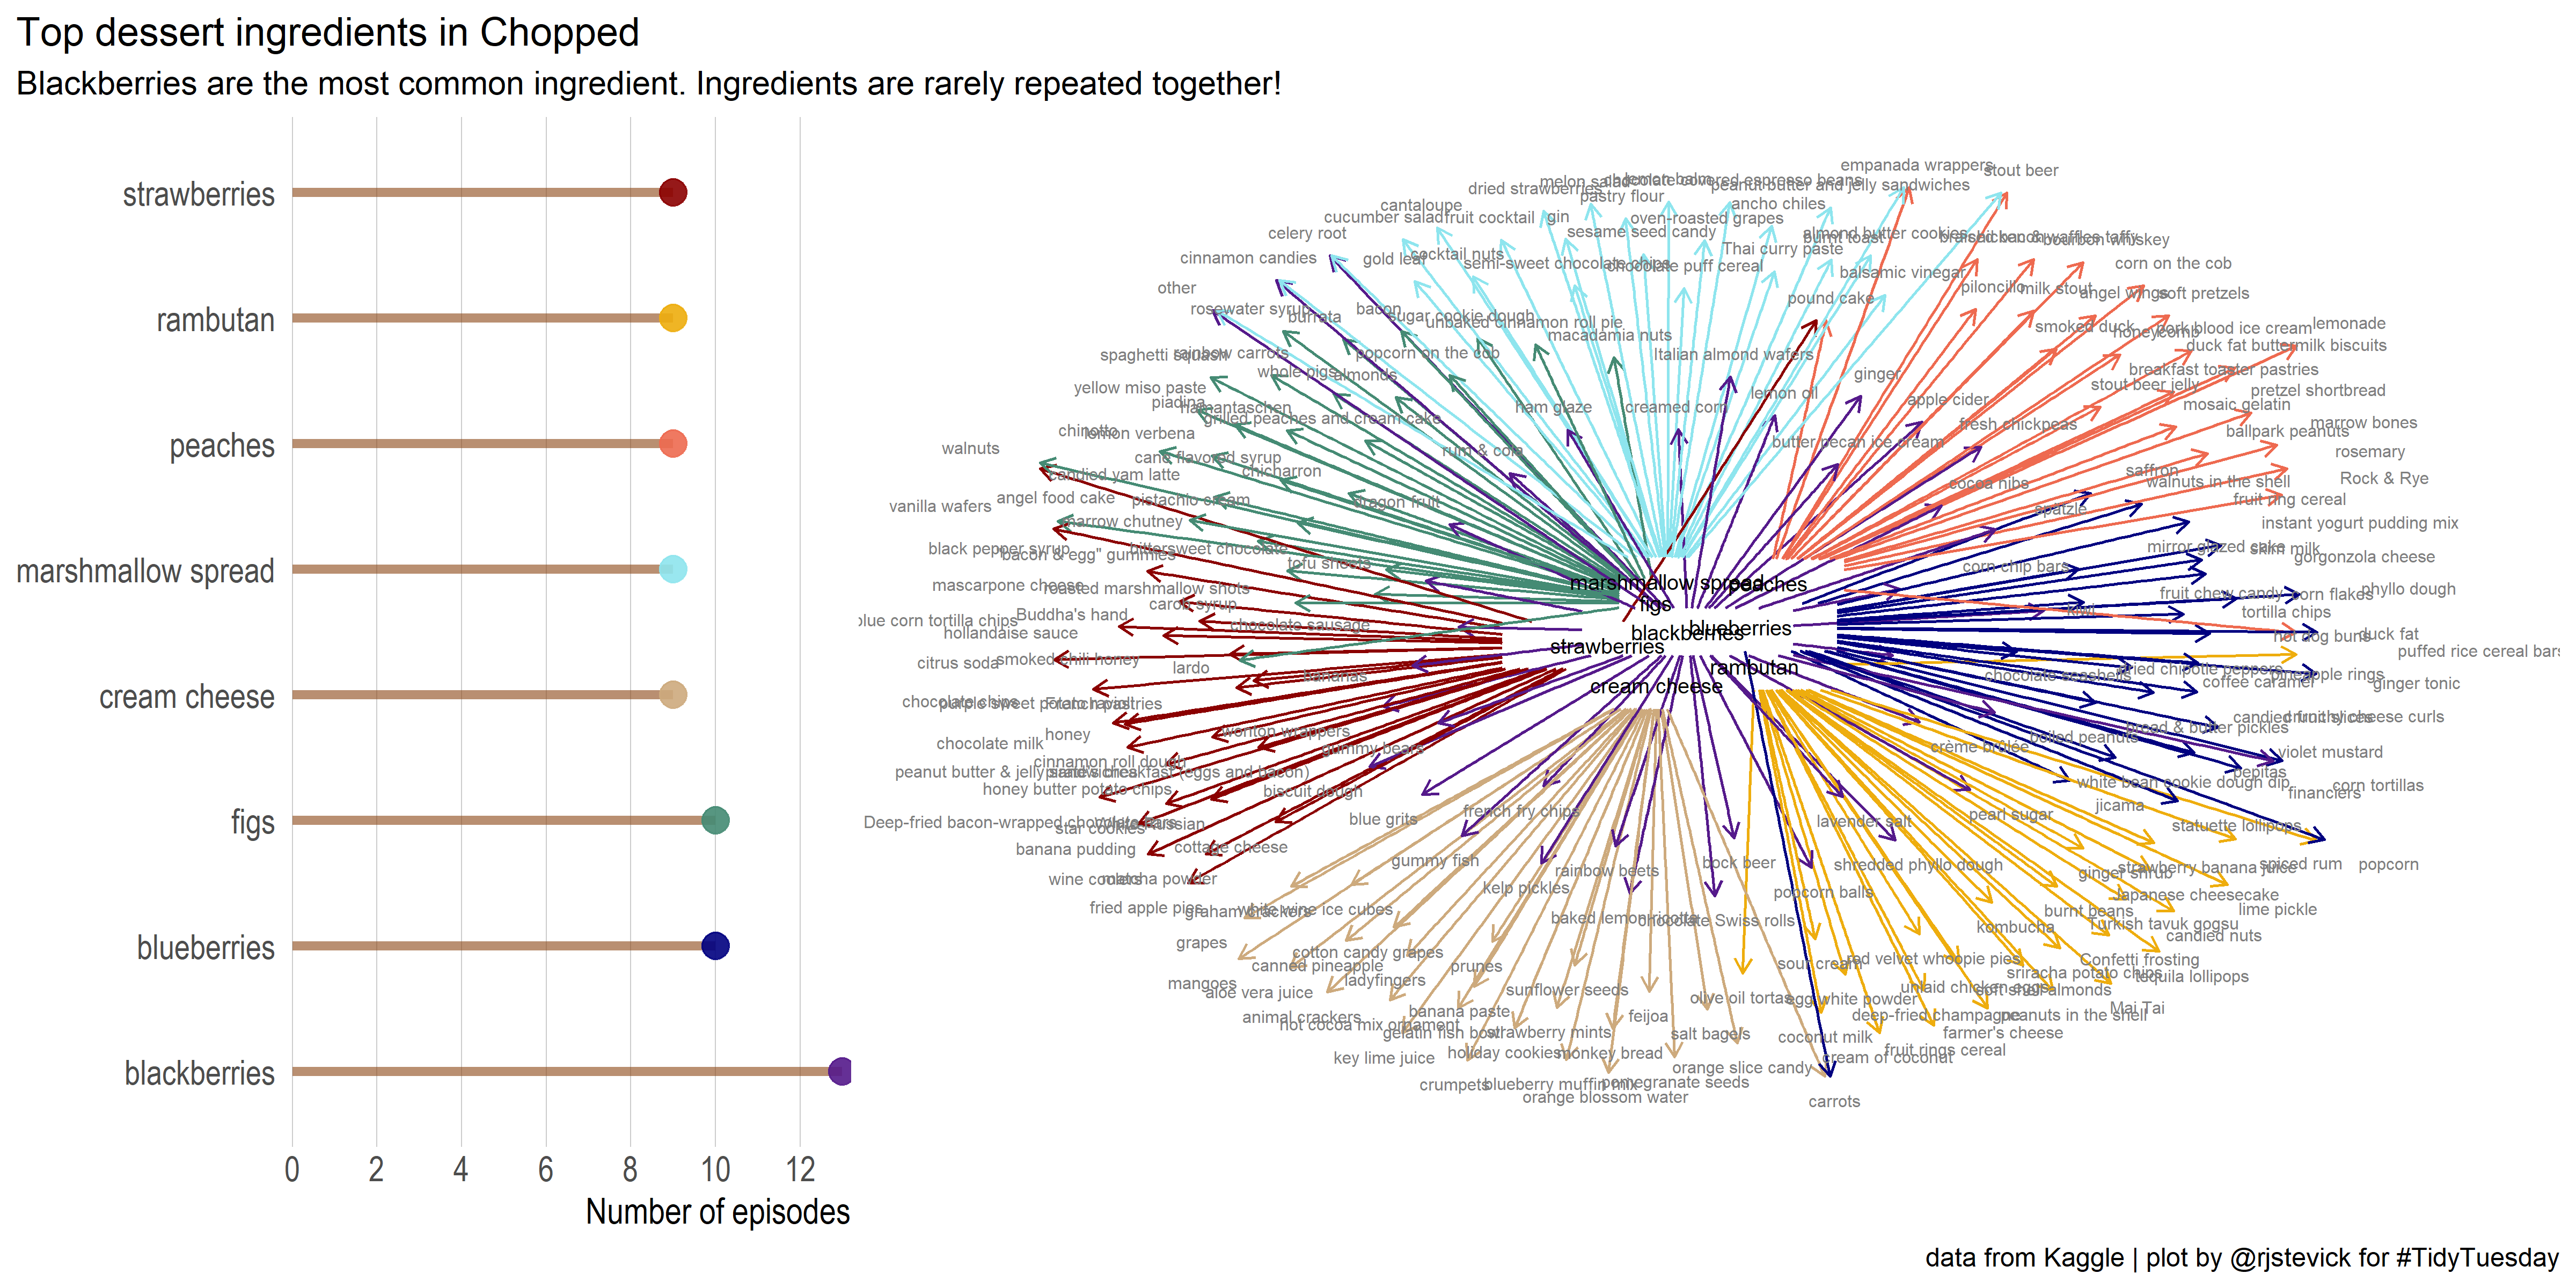 Top dessert ingredients in Chopped
Blackberries are the most common ingredient. Ingredients are rarely repeated together!
strawberries
rambutan
peaches
marshmallow spread
cream cheese
figs
blueberries
blackberries
0 2 4 6 8 10 12
Number of episodes
empanada wrappers
stout beer
melon salad
lemon balm
chocolate covered espresso beans
dried strawberries
peanut butter and jelly sandwiches
pastry flour
ancho chiles
cantaloupe
cucumber salad
fruit cocktail
gin
oven-roasted grapes
celery root
sesame seed candy
burnt toast
almond butter cookies
braised bacon
chicken & waffles taffy
bourbon whiskey
cinnamon candies
gold leaf
cocktail nuts
semi-sweet chocolate chips
chocolate puff cereal
Thai curry paste
balsamic vinegar
corn on the cob
other
rosewater syrup
burrata
bacon
sugar cookie dough
unbaked cinnamon roll pie
macadamia nuts
pound cake
piloncillo
milk stout
angel wings
soft pretzels
smoked duck
honeycomb
pork blood ice cream
lemonade
spaghetti squash
rainbow carrots
popcorn on the cob
Italian almond wafers
duck fat buttermilk biscuits
yellow miso paste
whole pigs
almonds
ginger
breakfast toaster pastries
stout beer jelly
pretzel shortbread
piadina
hamantaschen
grilled peaches and cream cake
ham glaze
creamed corn
lemon oil
apple cider
mosaic gelatin
chinotto
lemon verbena
butter pecan ice cream
fresh chickpeas
ballpark peanuts
marrow bones
walnuts
cane flavored syrup
rum & cola
rosemary
candied yam latte
chicharron
saffron
walnuts in the shell
Rock & Rye
vanilla wafers
angel food cake
pistachio cream
dragon fruit
cocoa nibs
fruit ring cereal
marrow chutney
spatzle
instant yogurt pudding mix
black pepper syrup
bacon & egg" gummies
bittersweet chocolate
mirror glazed cake
skim milk
gorgonzola cheese
tofu shoots
corn chip bars
mascarpone cheese
roasted marshmallow shots
marshmallow spread
peaches
fruit chew candy
corn flakes
phyllo dough
carob syrup
figs
kiwi
tortilla chips
blue corn tortilla chips
Buddha's hand
chocolate sausage
blackberries
blueberries
hot dog buns
duck fat
hollandaise sauce
strawberries
puffed rice cereal bars
citrus soda
smoked chili honey
lardo
bananas
rambutan
chocolate seashells
dried chipotle peppers
pineapple rings
coffee caramel
ginger tonic
cream cheese
chocolate chips
purple sweet potato ravioli
French pastries
candied fruit slices
crunchy cheese curls
honey
wonton wrappers
bread & butter pickles
chocolate milk
gummy bears
crème brûlée
boiled peanuts
violet mustard
cinnamon roll dough
peanut butter & jelly sandwiches
pirate's breakfast (eggs and bacon)
pepitas
honey butter potato chips
biscuit dough
white bean cookie dough dip
financiers
corn tortillas
french fry chips
jicama
Deep-fried bacon-wrapped chocolate bars
White Russian
star cookies
blue grits
lavender salt
pearl sugar
statuette lollipops
banana pudding
cottage cheese
gummy fish
bock beer
shredded phyllo dough
strawberry banana juice
spiced rum
popcorn
rainbow beets
ginger shrub
wine coolers
matcha powder
kelp pickles
popcorn balls
Japanese cheesecake
fried apple pies
graham crackers
white wine ice cubes
baked lemon ricotta
chocolate Swiss rolls
burnt beans
lime pickle
kombucha
Turkish tavuk gogsu
candied nuts
grapes
cotton candy grapes
canned pineapple
prunes
sour cream
red velvet whoopie pies
Confetti frosting
sriracha potato chips
tequila lollipops
mangoes
aloe vera juice
ladyfingers
sunflower seeds
olive oil tortas
egg white powder
unlaid chicken eggs
soft shell almonds
animal crackers
hot cocoa mix ornament
banana paste
feijoa
deep-fried champagne
peanuts in the shell
Mai Tai
gelatin fish bowl
strawberry mints
salt bagels
coconut milk
farmer's cheese
key lime juice
holiday cookies
monkey bread
fruit rings cereal
cream of coconut
orange slice candy
crumpets
blueberry muffin mix
pomegranate seeds
orange blossom water
carrots
data from Kaggle | plot by @rjstevick for #TidyTuesday